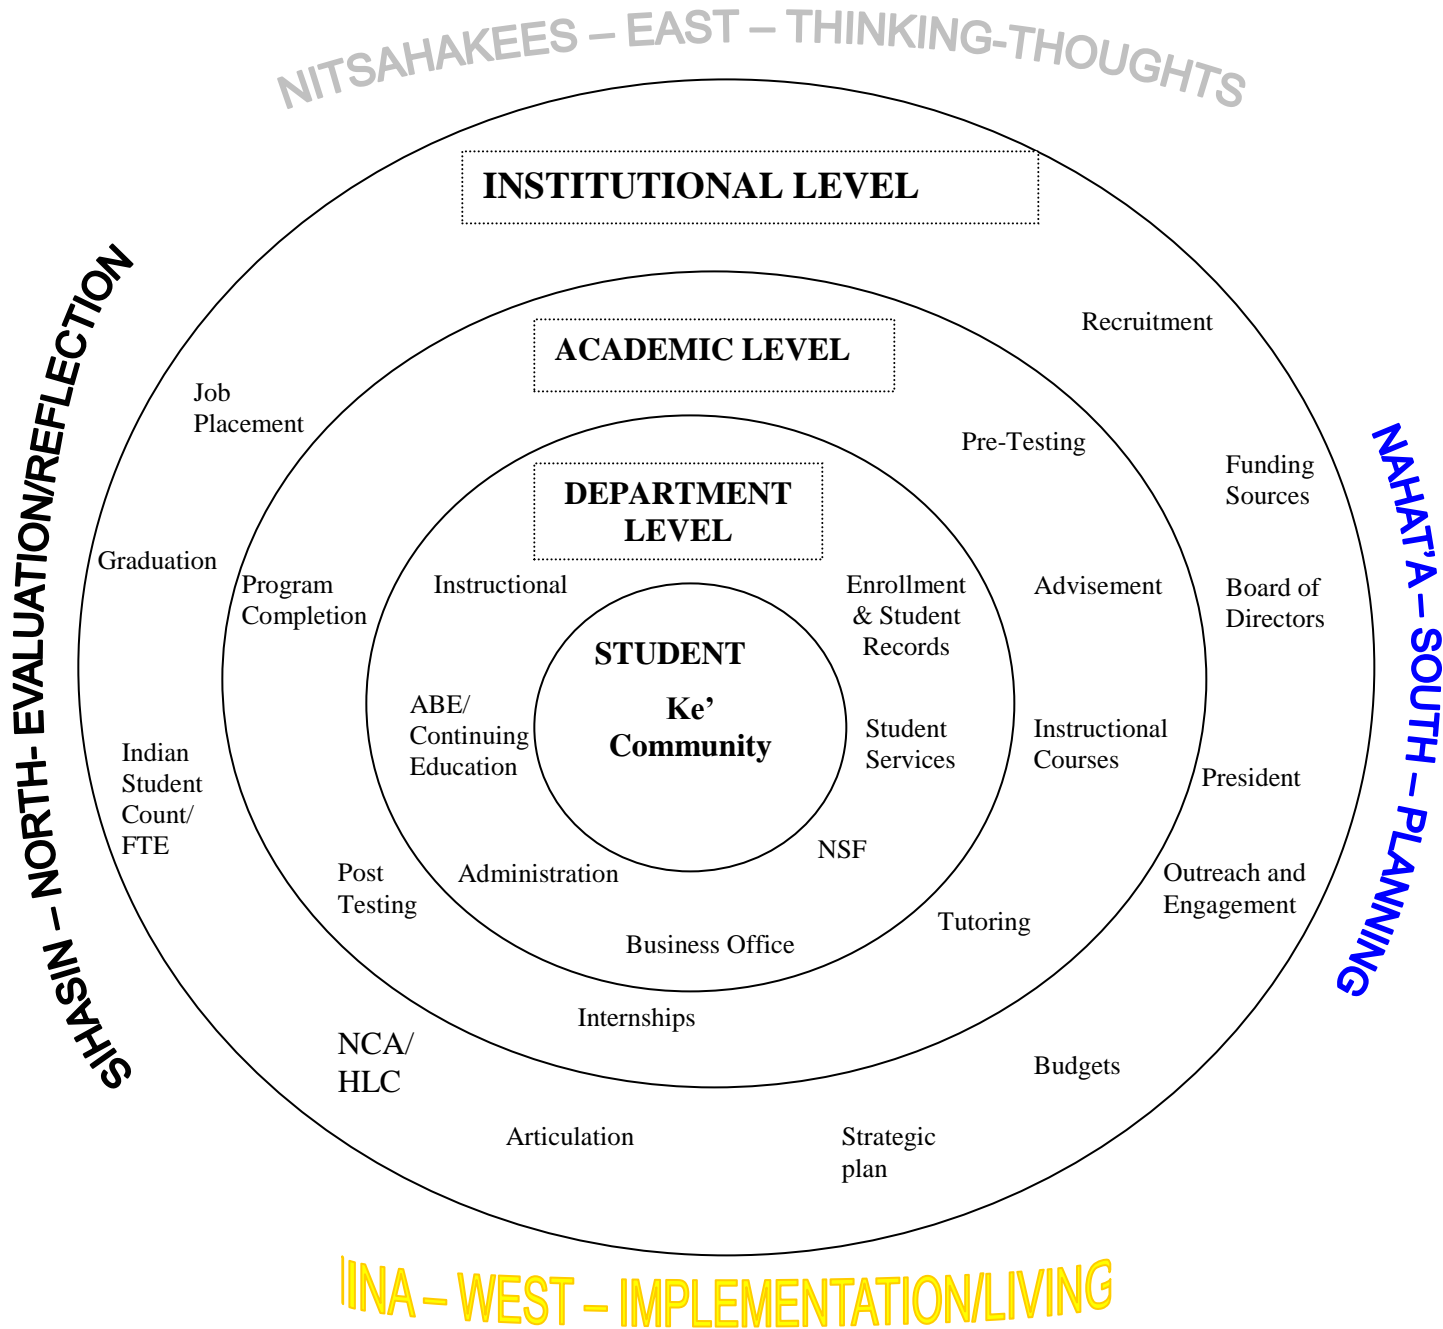 NITSAHAKEES – EAST – THINKING-THOUGHTS
INSTITUTIONAL LEVEL
Recruitment
ACADEMIC LEVEL
Job
Placement
Pre-Testing
Funding
Sources
DEPARTMENT
LEVEL
Graduation
Program
Completion
Instructional
Enrollment
& Student
Records
Advisement
Board of
Directors
STUDENT
Ke’
Community
ABE/
Continuing
Education
Student
Services
Instructional
Courses
Indian
Student
Count/
FTE
President
NSF
Post
Testing
Administration
Outreach and
Engagement
Tutoring
Business Office
Internships
NCA/
HLC
Budgets
Articulation
Strategic
plan
SIHASIN – NORTH- EVALUATION/REFLECTION
NAHAT’A – SOUTH – PLANNING
IINA – WEST – IMPLEMENTATION/LIVING